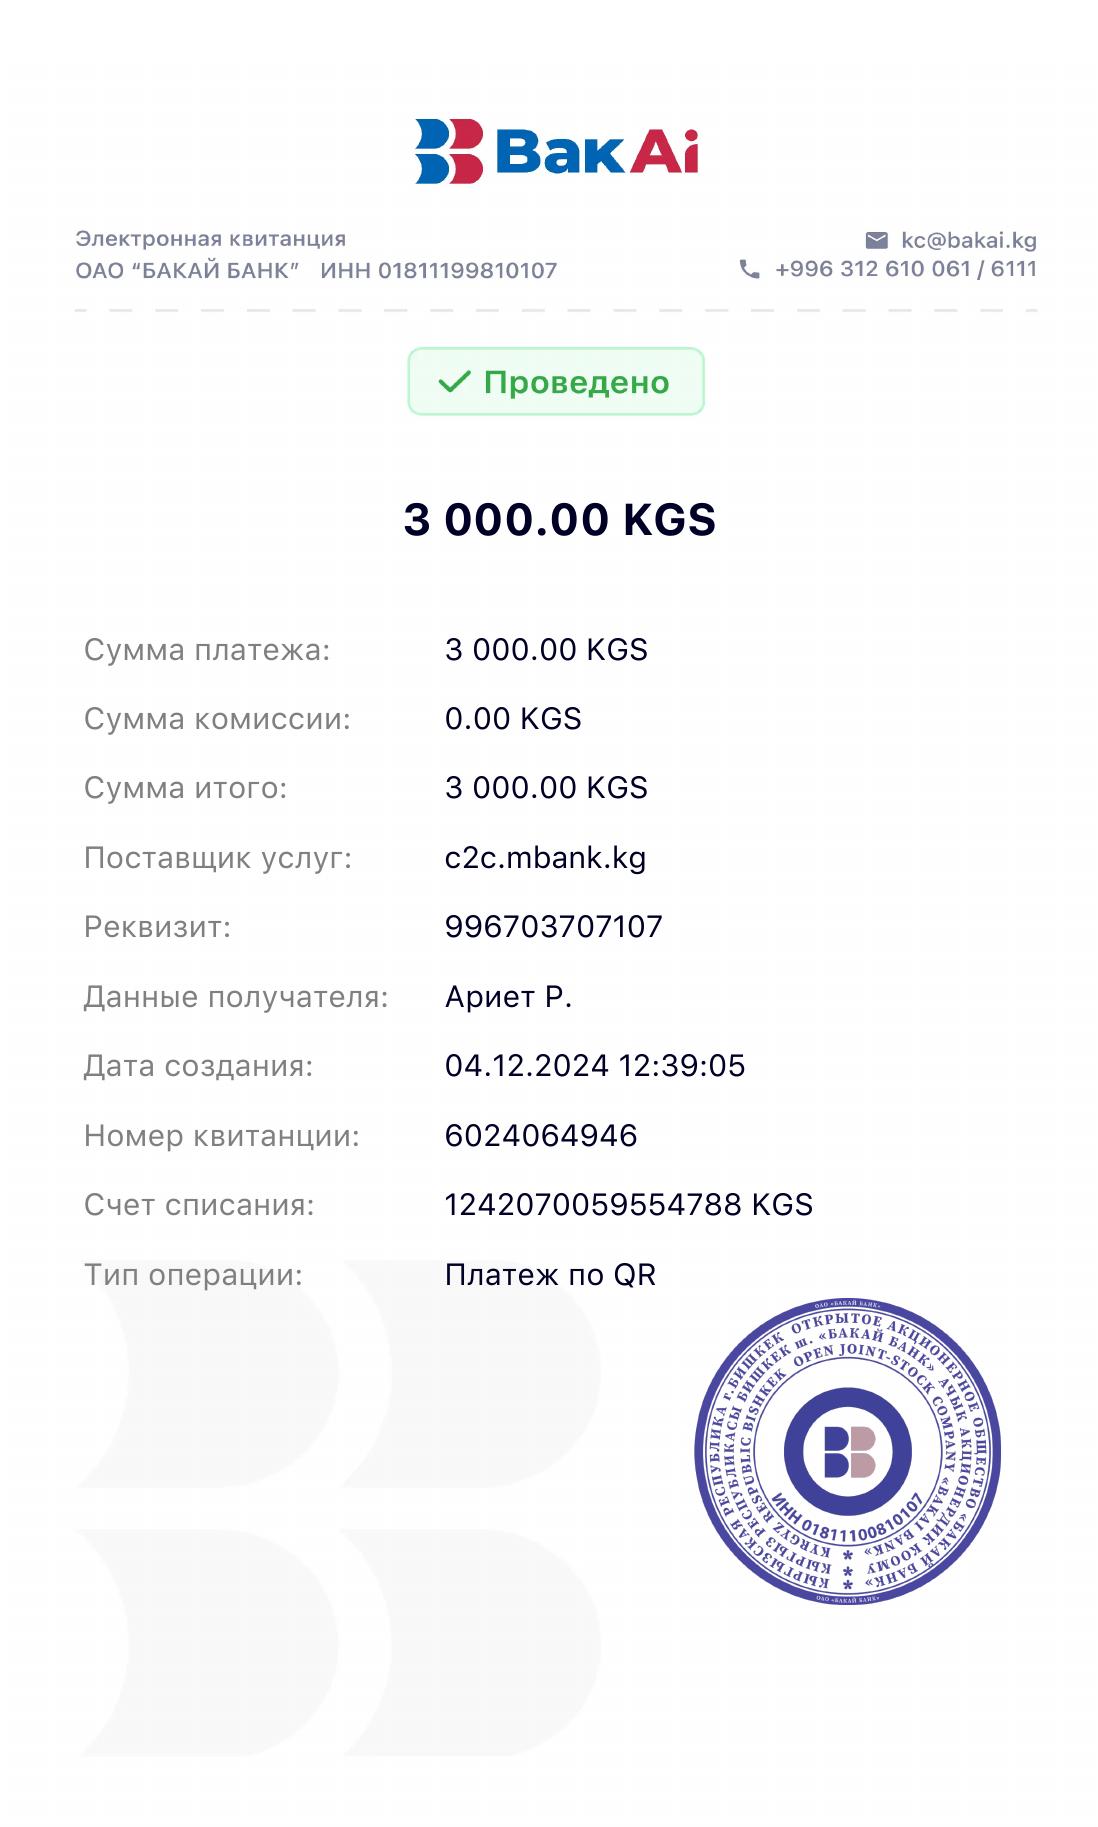 BakAi
Электронная квитанция
ОАО “БАКАЙ БАНК” ИНН 01811199810107
kc@bakai.kg
+996 312 610 061 / 6111
Проведено
3 000.00 KGS
Сумма платежа: 3 000.00 KGS
Сумма комиссии: 0.00 KGS
Сумма итого: 3 000.00 KGS
Поставщик услуг: c2c.mbank.kg
Реквизит: 996703707107
Данные получателя: Ариет Р.
Дата создания: 04.12.2024 12:39:05
Номер квитанции: 6024064946
Счет списания: 1242070059554788 KGS
Тип операции: Платеж по QR
ОАО «БАКАЙ БАНК»
КЫРГЫЗСКАЯ РЕСПУБЛИКА г.БИШКЕК ОТКРЫТОЕ АКЦИОНЕРНОЕ ОБЩЕСТВО «БАКАЙ БАНК» *
КЫРГЫЗ РЕСПУБЛИКАСЫ БИШКЕК ш. «БАКАЙ БАНК» АЧЫК АКЦИОНЕРДИК КООМУ *
KYRGYZ RESPUBLIC BISHKEK OPEN JOINT-STOCK COMPANY «BAKAI BANK» *
ИНН 01811100810107
ОАО «БАКАЙ БАНК»